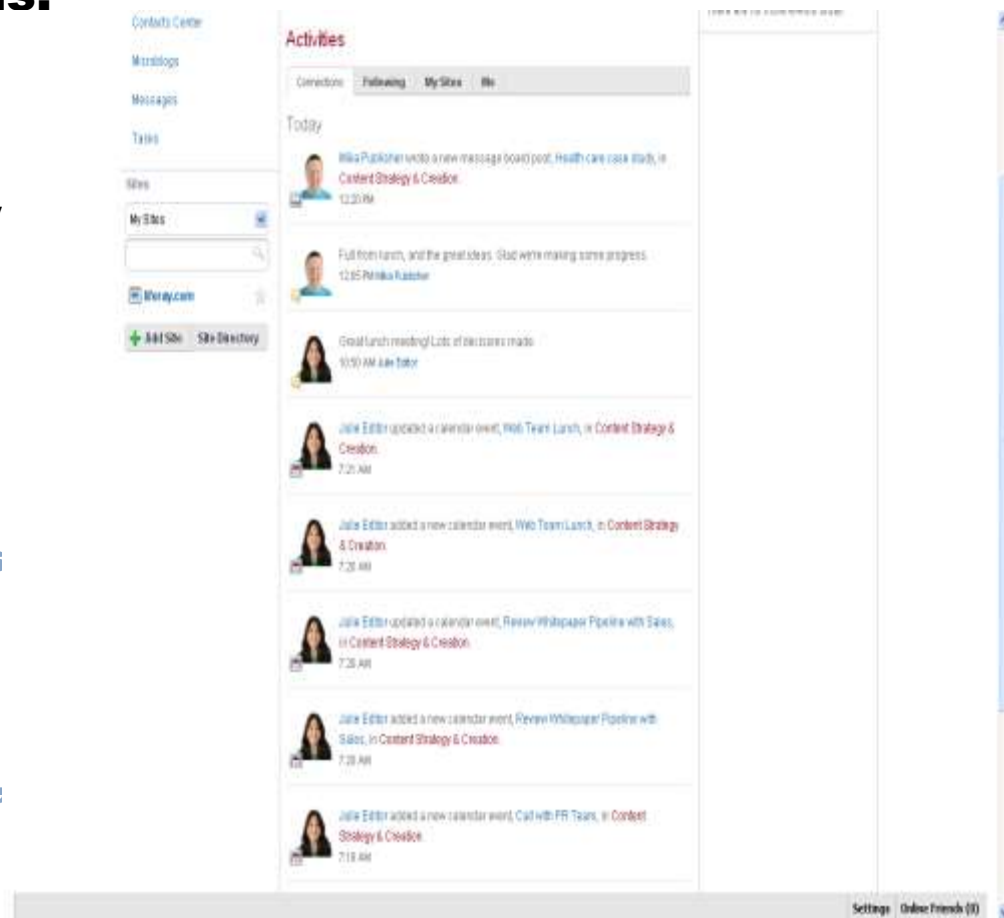 Contacts Center
Microblogs
Messages
Tasks
Sites
My Sites
liferay.com
Add Site Site Directory
Activities
Connections Following My Sites Me
Today
Mika Publisher wrote a new message board post, Health care case study, in
Content Strategy & Creation.
12:20 PM
Full from lunch, and the great ideas. Glad we're making some progress.
12:05 PM Mika Publisher
Great lunch meeting! Lots of decisions made.
10:50 AM Julie Editor
Julie Editor updated a calendar event, Web Team Lunch, in Content Strategy &
Creation.
7:21 AM
Julie Editor added a new calendar event, Web Team Lunch, in Content Strategy
& Creation.
7:20 AM
Julie Editor updated a calendar event, Review Whitepaper Pipeline with Sales,
in Content Strategy & Creation.
7:20 AM
Julie Editor added a new calendar event, Review Whitepaper Pipeline with
Sales, in Content Strategy & Creation.
7:20 AM
Julie Editor added a new calendar event, Call with PR Team, in Content
Strategy & Creation.
7:19 AM
Settings Online Friends (0)